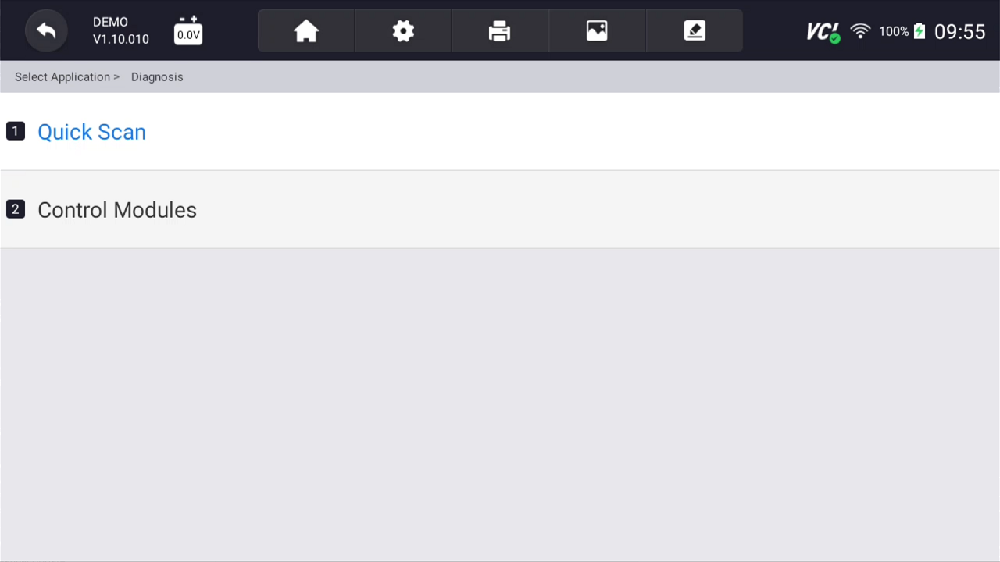 DEMO
V1.10.010
0.0V
VCI
100%
09:55
Select Application > Diagnosis
1 Quick Scan
2 Control Modules